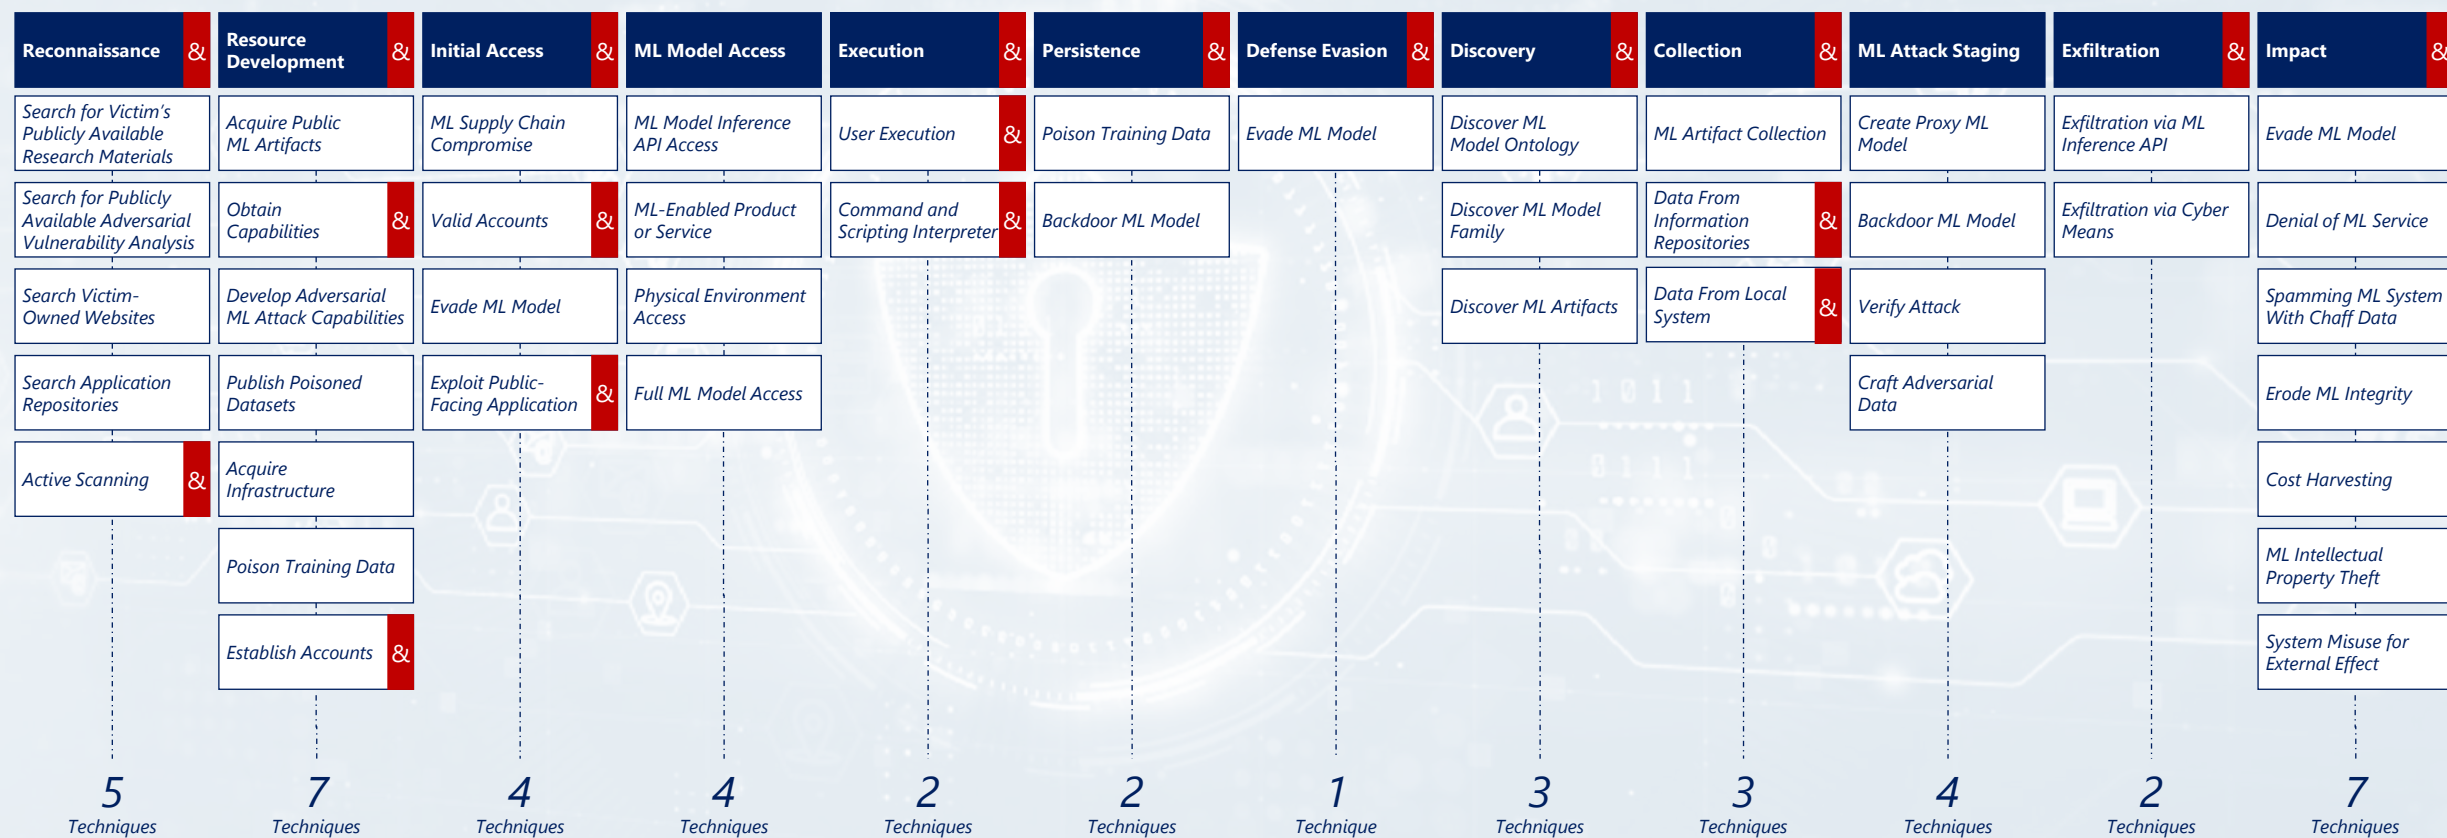 Reconnaissance &
Resource
Development &
Initial Access &
ML Model Access
Execution &
Persistence &
Defense Evasion &
Discovery &
Collection &
ML Attack Staging
Exfiltration &
Impact &
Search for Victim's
Publicly Available
Research Materials
Search for Publicly
Available Adversarial
Vulnerability Analysis
Search Victim-
Owned Websites
Search Application
Repositories
Active Scanning &
5
Techniques
Acquire Public
ML Artifacts
Obtain
Capabilities &
Develop Adversarial
ML Attack Capabilities
Publish Poisoned
Datasets
Acquire
Infrastructure
Poison Training Data
Establish Accounts &
7
Techniques
ML Supply Chain
Compromise
Valid Accounts &
Evade ML Model
Exploit Public-
Facing Application &
4
Techniques
ML Model Inference
API Access
ML-Enabled Product
or Service
Physical Environment
Access
Full ML Model Access
4
Techniques
User Execution &
Command and
Scripting Interpreter &
2
Techniques
Poison Training Data
Backdoor ML Model
2
Techniques
Evade ML Model
1
Technique
Discover ML
Model Ontology
Discover ML Model
Family
Discover ML Artifacts
3
Techniques
ML Artifact Collection
Data From
Information
Repositories &
Data From Local
System &
3
Techniques
Create Proxy ML
Model
Backdoor ML Model
Verify Attack
Craft Adversarial
Data
4
Techniques
Exfiltration via ML
Inference API
Exfiltration via Cyber
Means
2
Techniques
Evade ML Model
Denial of ML Service
Spamming ML System
With Chaff Data
Erode ML Integrity
Cost Harvesting
ML Intellectual
Property Theft
System Misuse for
External Effect
7
Techniques
1011
0111